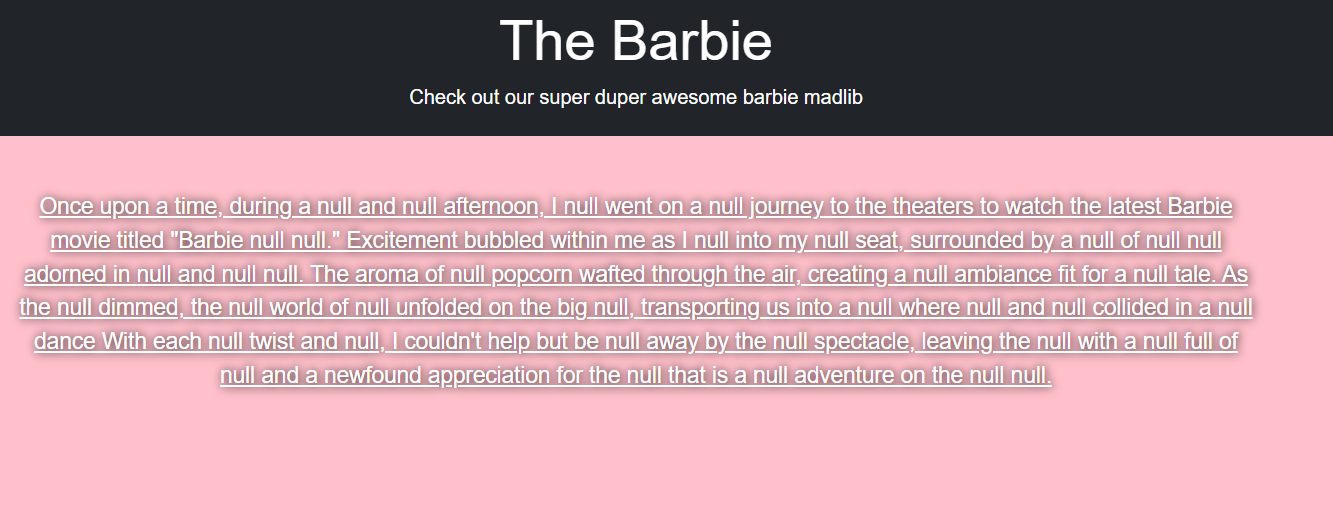 The Barbie
Check out our super duper awesome barbie madlib
Once upon a time, during a null and null afternoon, I null went on a null journey to the theaters to watch the latest Barbie
movie titled "Barbie null null." Excitement bubbled within me as I null into my null seat, surrounded by a null of null null
adorned in null and null null. The aroma of null popcorn wafted through the air, creating a null ambiance fit for a null tale. As
the null dimmed, the null world of null unfolded on the big null, transporting us into a null where null and null collided in a null
dance With each null twist and null, I couldn't help but be null away by the null spectacle, leaving the null with a null full of
null and a newfound appreciation for the null that is a null adventure on the null null.